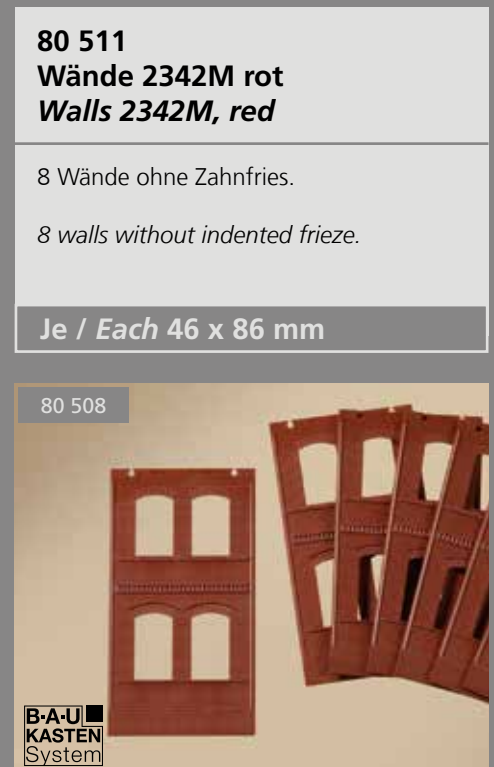 80 511
Wände 2342M rot
Walls 2342M, red
8 Wände ohne Zahnfries.
8 walls without indented frieze.
Je / Each 46 x 86 mm
80 508
B-A-U
KASTEN
System